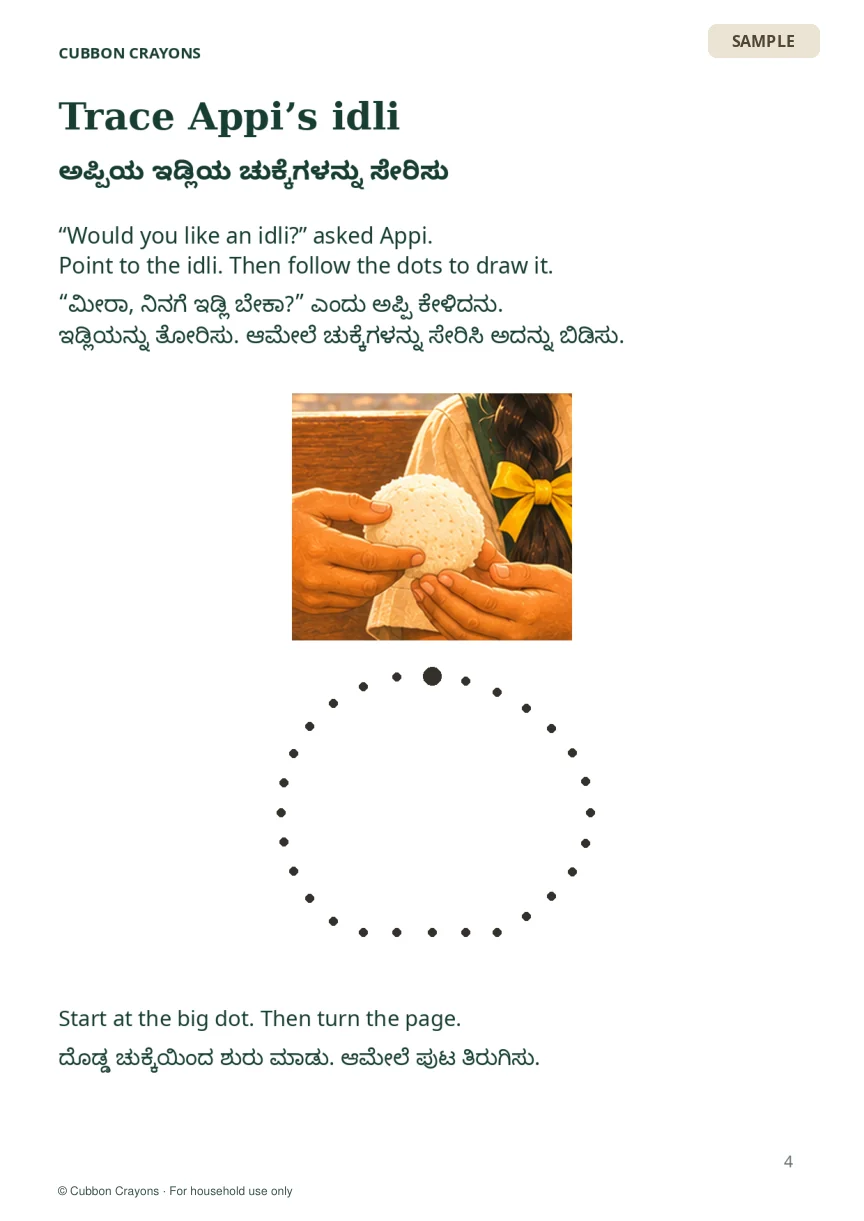 CUBBON CRAYONS
SAMPLE
Trace Appi’s idli
ಅಪ್ಪಿಯ ಇಡ್ಲಿಯ ಚುಕ್ಕೆಗಳನ್ನು ಸೇರಿಸು
“Would you like an idli?” asked Appi.
Point to the idli. Then follow the dots to draw it.
“ಮೀರಾ, ನಿನಗೆ ಇಡ್ಲಿ ಬೇಕಾ?” ಎಂದು ಅಪ್ಪಿ ಕೇಳಿದನು.
ಇಡ್ಲಿಯನ್ನು ತೋರಿಸು. ಆಮೇಲೆ ಚುಕ್ಕೆಗಳನ್ನು ಸೇರಿಸಿ ಅದನ್ನು ಬಿಡಿಸು.
Start at the big dot. Then turn the page.
ದೊಡ್ಡ ಚುಕ್ಕೆಯಿಂದ ಶುರು ಮಾಡು. ಆಮೇಲೆ ಪುಟ ತಿರುಗಿಸು.
4
© Cubbon Crayons · For household use only